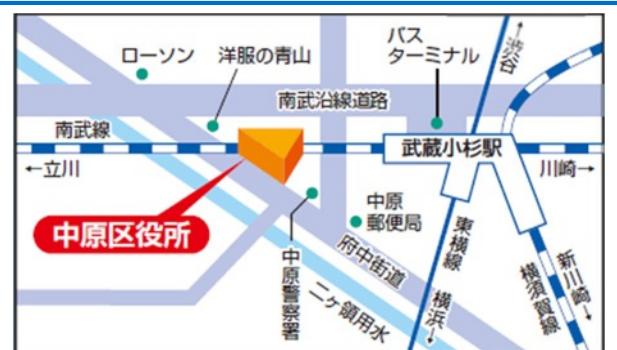 ローソン
洋服の青山
バス
ターミナル
→渋谷
南武沿線道路
南武線
←立川
武蔵小杉駅
川崎→
中原区役所
中原
郵便局
中原警察署
府中街道
二ヶ領用水
東横線
横浜→
横須賀線
新川崎→